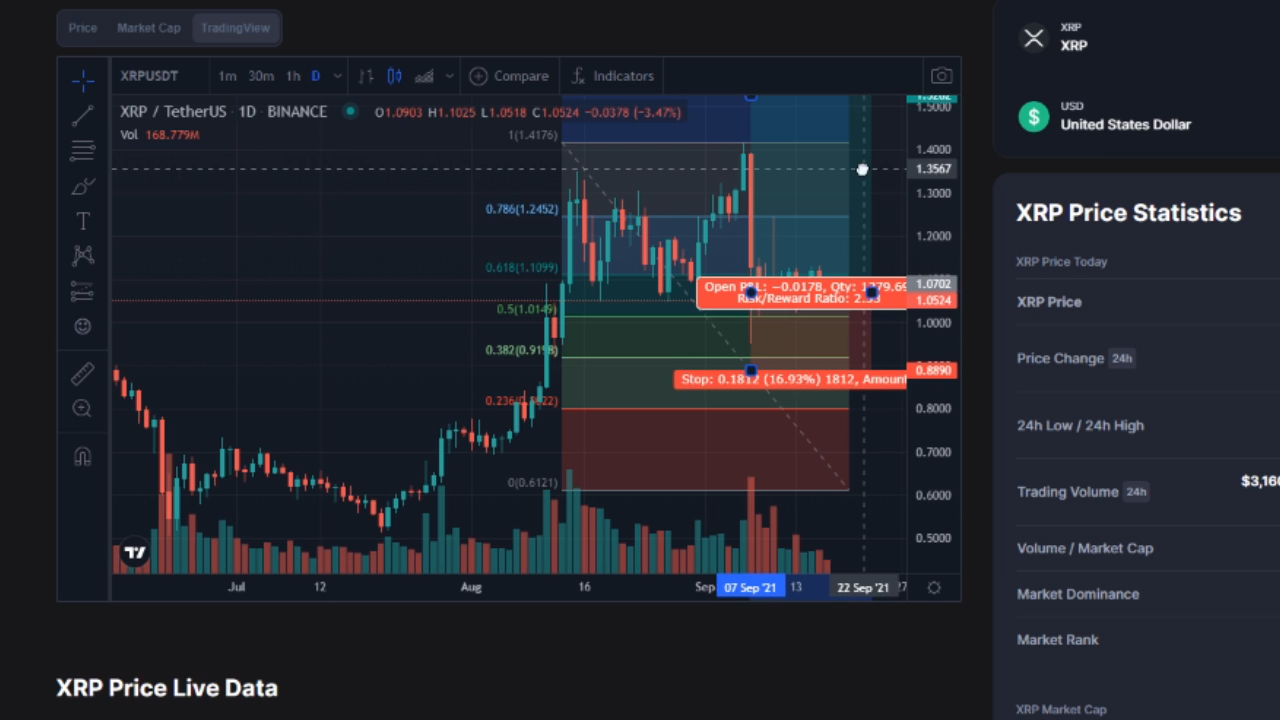 Price Market Cap TradingView
XRPUSDT 1m 30m 1h D Compare Indicators
XRP / TetherUS · 1D · BINANCE O1.0903 H1.1025 L1.0518 C1.0524 −0.0378 (−3.47%)
Vol 168.779M
1(1.4176)
0.786(1.2452)
0.618(1.1099)
0.5(1.0149)
0.382(0.9198)
0(0.6121)
Open P&L: −0.0178, Qty:
Risk/Reward Ratio:
Stop: 0.1812 (16.93%) 1812, Amount
1.5000
1.4000
1.3567
1.3000
1.2000
1.0702
1.0524
1.0000
0.8890
0.8000
0.7000
0.6000
0.5000
Jul 12 Aug 16 Sep 07 Sep '21 13 22 Sep '21
XRP Price Live Data
XRP
XRP
USD
United States Dollar
XRP Price Statistics
XRP Price Today
XRP Price
Price Change 24h
24h Low / 24h High
Trading Volume 24h
$3,160
Volume / Market Cap
Market Dominance
Market Rank
XRP Market Cap